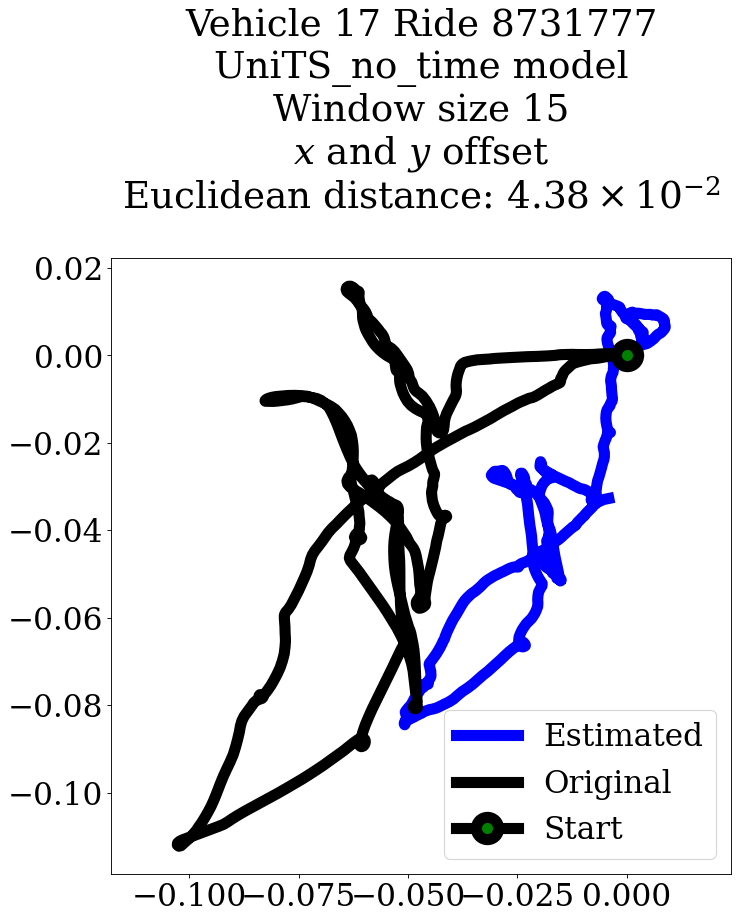 Vehicle 17 Ride 8731777
UniTS_no_time model
Window size 15
x and y offset
Euclidean distance: 4.38 × 10⁻²
0.02
0.00
−0.02
−0.04
−0.06
−0.08
−0.10
Estimated
Original
Start
−0.100 −0.075 −0.050 −0.025 0.000